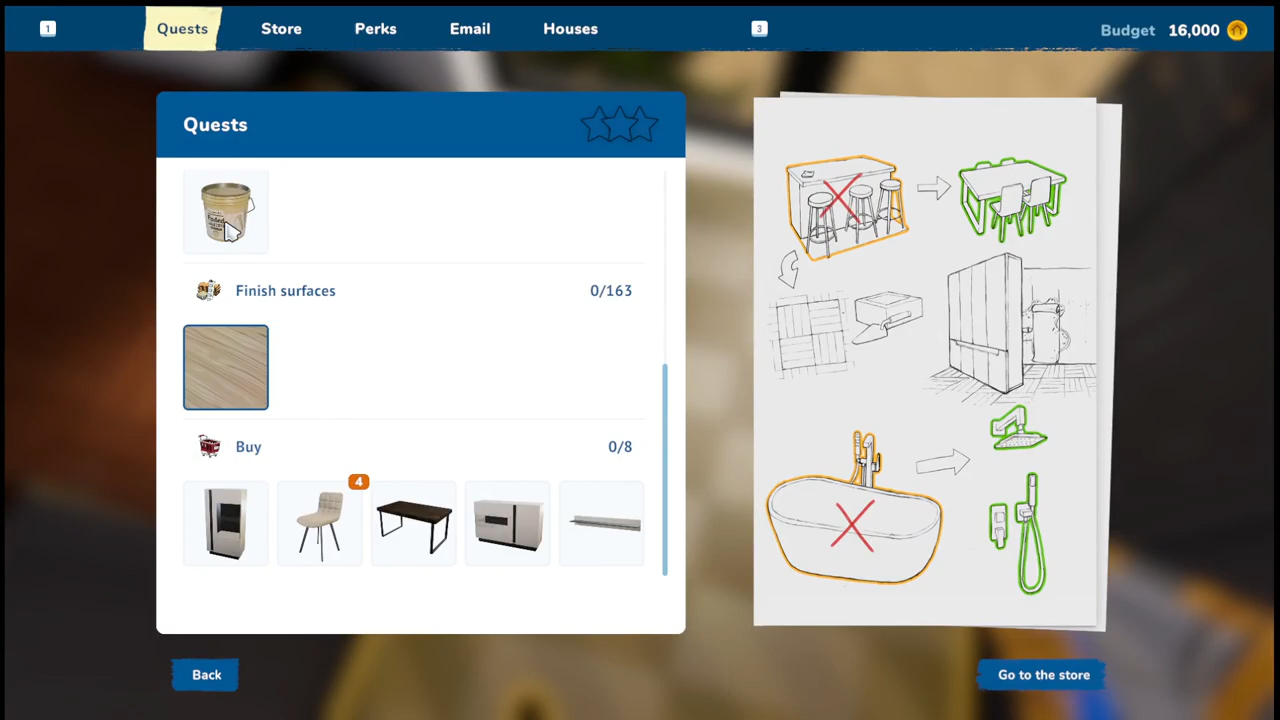 1
Quests
Store
Perks
Email
Houses
3
Budget 16,000
Quests
Finish surfaces 0/163
Buy 0/8
4
Back
Go to the store